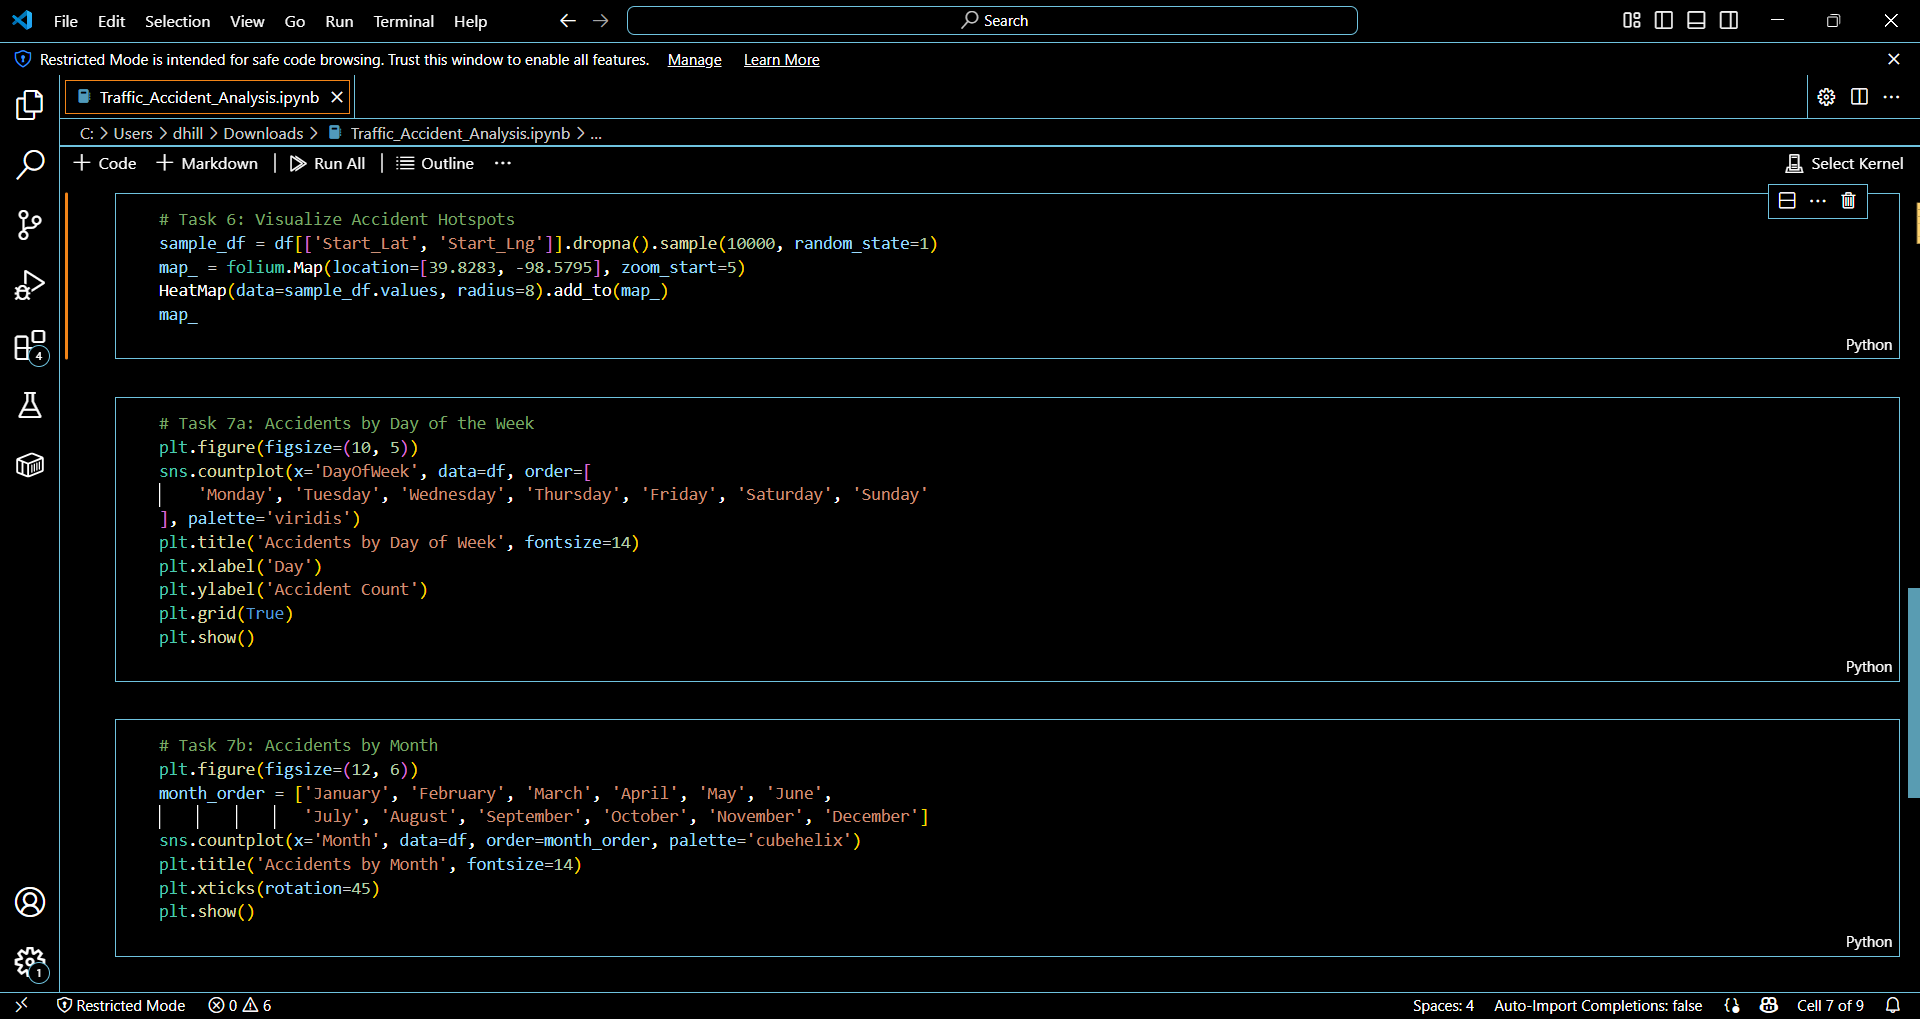 File Edit Selection View Go Run Terminal Help
Search
Restricted Mode is intended for safe code browsing. Trust this window to enable all features. Manage Learn More
Traffic_Accident_Analysis.ipynb
C: > Users > dhill > Downloads > Traffic_Accident_Analysis.ipynb > ...
+ Code + Markdown | Run All | Outline ...
Select Kernel
# Task 6: Visualize Accident Hotspots
sample_df = df[['Start_Lat', 'Start_Lng']].dropna().sample(10000, random_state=1)
map_ = folium.Map(location=[39.8283, -98.5795], zoom_start=5)
HeatMap(data=sample_df.values, radius=8).add_to(map_)
map_
Python
# Task 7a: Accidents by Day of the Week
plt.figure(figsize=(10, 5))
sns.countplot(x='DayOfWeek', data=df, order=[
    'Monday', 'Tuesday', 'Wednesday', 'Thursday', 'Friday', 'Saturday', 'Sunday'
], palette='viridis')
plt.title('Accidents by Day of Week', fontsize=14)
plt.xlabel('Day')
plt.ylabel('Accident Count')
plt.grid(True)
plt.show()
Python
# Task 7b: Accidents by Month
plt.figure(figsize=(12, 6))
month_order = ['January', 'February', 'March', 'April', 'May', 'June',
               'July', 'August', 'September', 'October', 'November', 'December']
sns.countplot(x='Month', data=df, order=month_order, palette='cubehelix')
plt.title('Accidents by Month', fontsize=14)
plt.xticks(rotation=45)
plt.show()
Python
4
1
Restricted Mode 0 6
Spaces: 4 Auto-Import Completions: false Cell 7 of 9